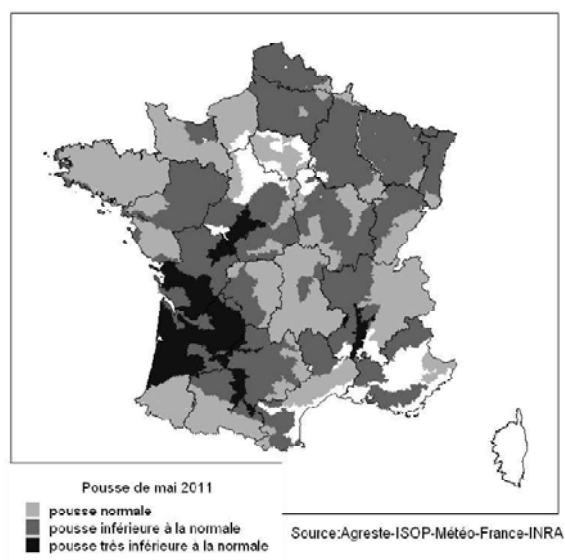 Pousse de mai 2011
pousse normale
pousse inférieure à la normale
pousse très inférieure à la normale
Source:Agreste-ISOP-Météo-France-INRA